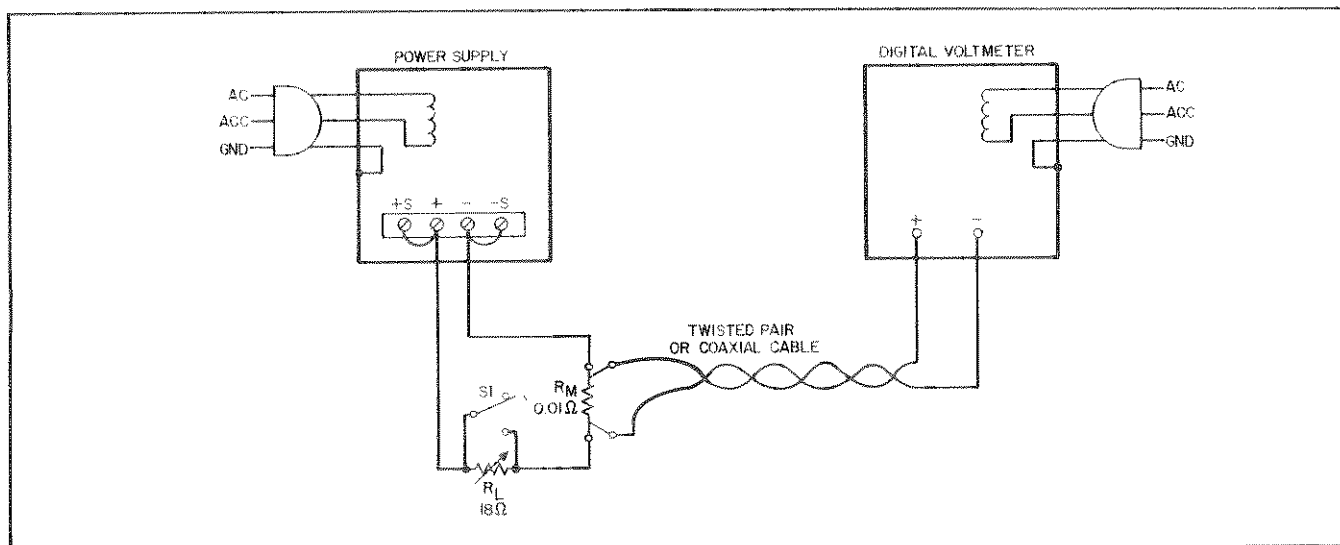 POWER SUPPLY
DIGITAL VOLTMETER
AC
ACC
GND
AC
ACC
GND
+S + - -S
+ -
TWISTED PAIR
OR COAXIAL CABLE
S1
RM
0.01Ω
RL
18Ω